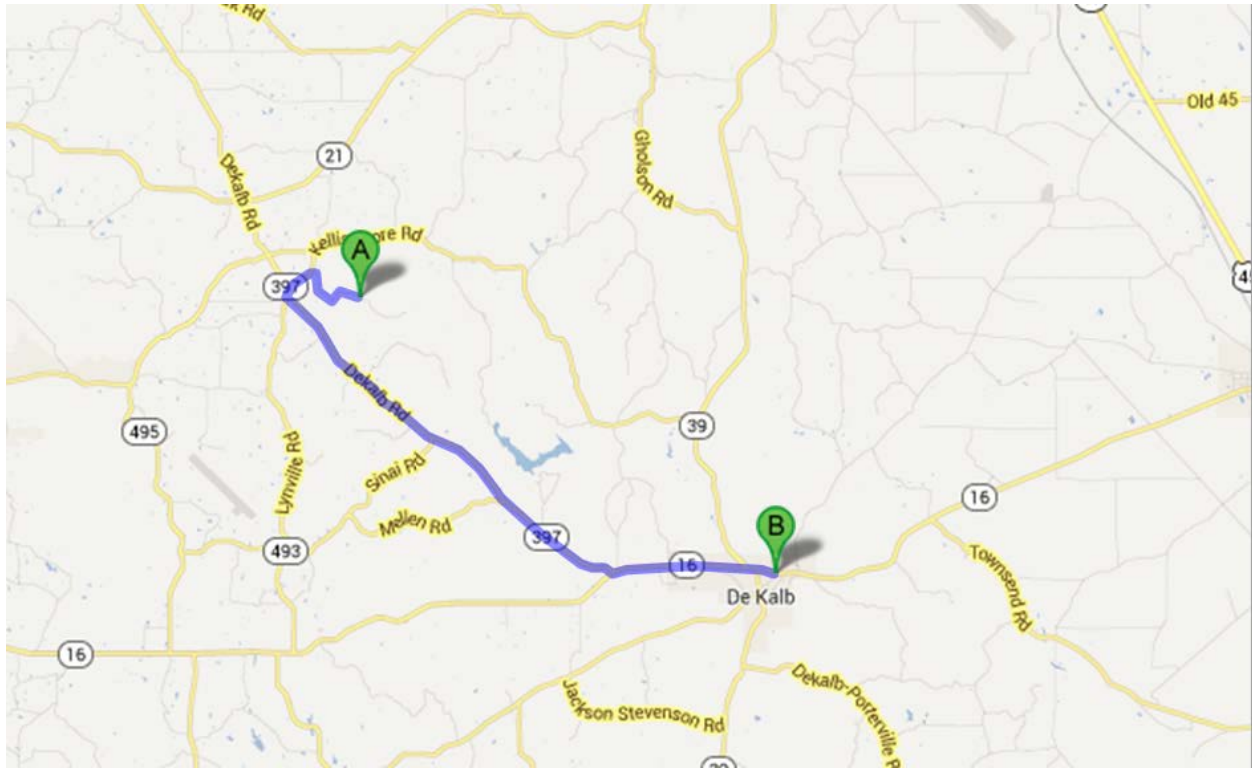 Old 45
21
Gholson Rd
Dekalb Rd
A
397
Dekalb Rd
495
39
Lynville Rd
Sinai Rd
16
Mellen Rd
B
397
493
16
Townsend Rd
De Kalb
16
Dekalb-Porterville
Jackson Stevenson Rd